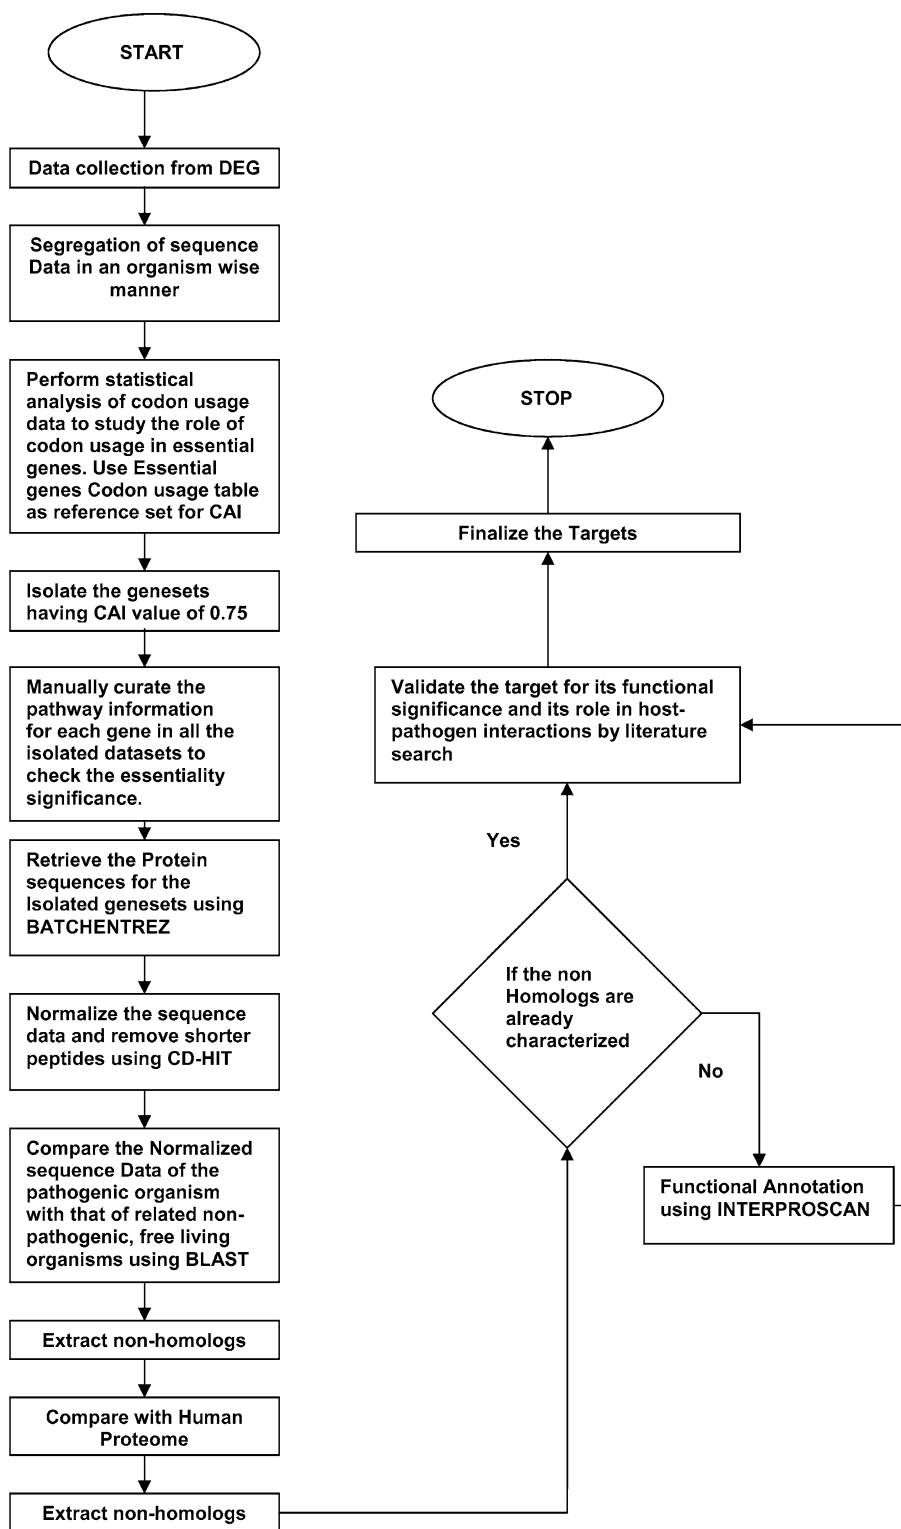 START
Data collection from DEG
Segregation of sequence
Data in an organism wise
manner
Perform statistical
analysis of codon usage
data to study the role of
codon usage in essential
genes. Use Essential
genes Codon usage table
as reference set for CAI
Isolate the genesets
having CAI value of 0.75
Manually curate the
pathway information
for each gene in all the
isolated datasets to
check the essentiality
significance.
Retrieve the Protein
sequences for the
Isolated genesets using
BATCHENTREZ
Normalize the sequence
data and remove shorter
peptides using CD-HIT
Compare the Normalized
sequence Data of the
pathogenic organism
with that of related non-
pathogenic, free living
organisms using BLAST
Extract non-homologs
Compare with Human
Proteome
Extract non-homologs
If the non
Homologs are
already
characterized
No
Functional Annotation
using INTERPROSCAN
Yes
Validate the target for its functional
significance and its role in host-
pathogen interactions by literature
search
Finalize the Targets
STOP